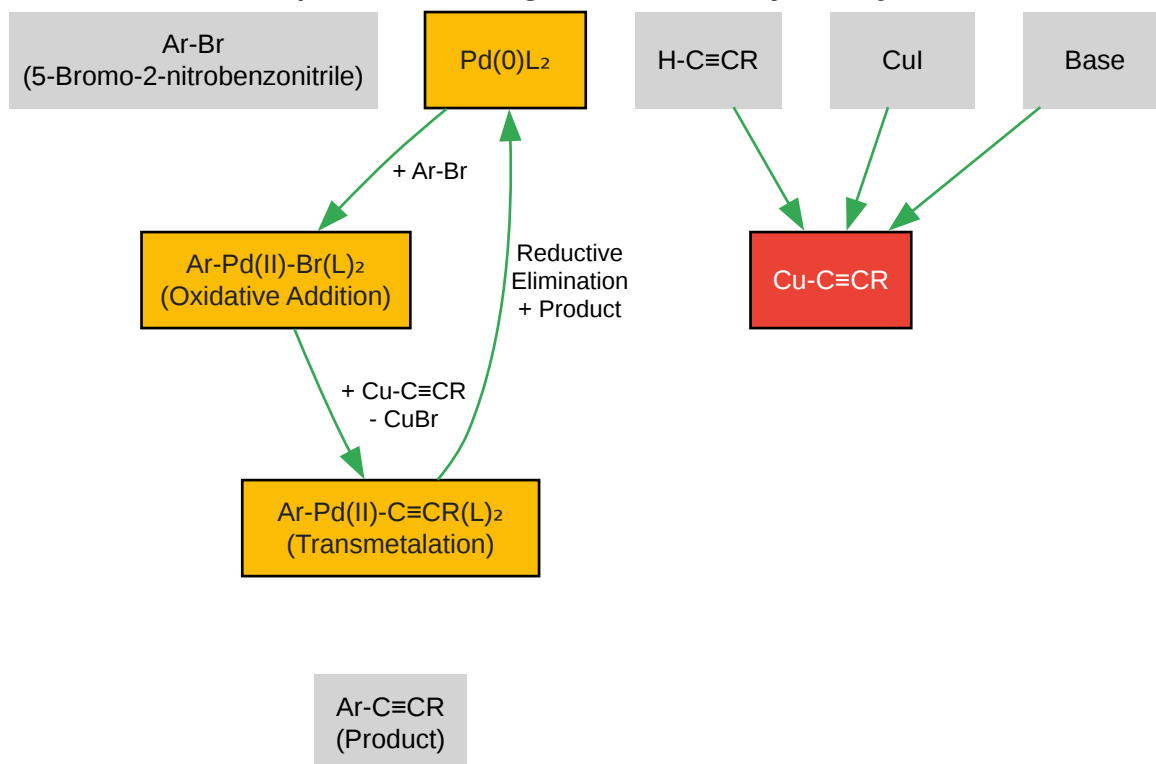 Ar-Br
(5-Bromo-2-nitrobenzonitrile)
Pd(0)L₂
H-C≡CR
CuI
Base
+ Ar-Br
Ar-Pd(II)-Br(L)₂
(Oxidative Addition)
Reductive
Elimination
+ Product
Cu-C≡CR
+ Cu-C≡CR
- CuBr
Ar-Pd(II)-C≡CR(L)₂
(Transmetalation)
Ar-C≡CR
(Product)